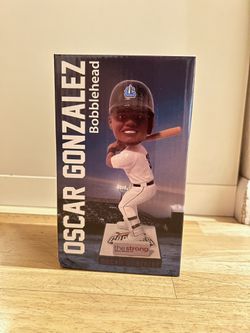 OSCAR GONZALEZ
Bobblehead
the strong